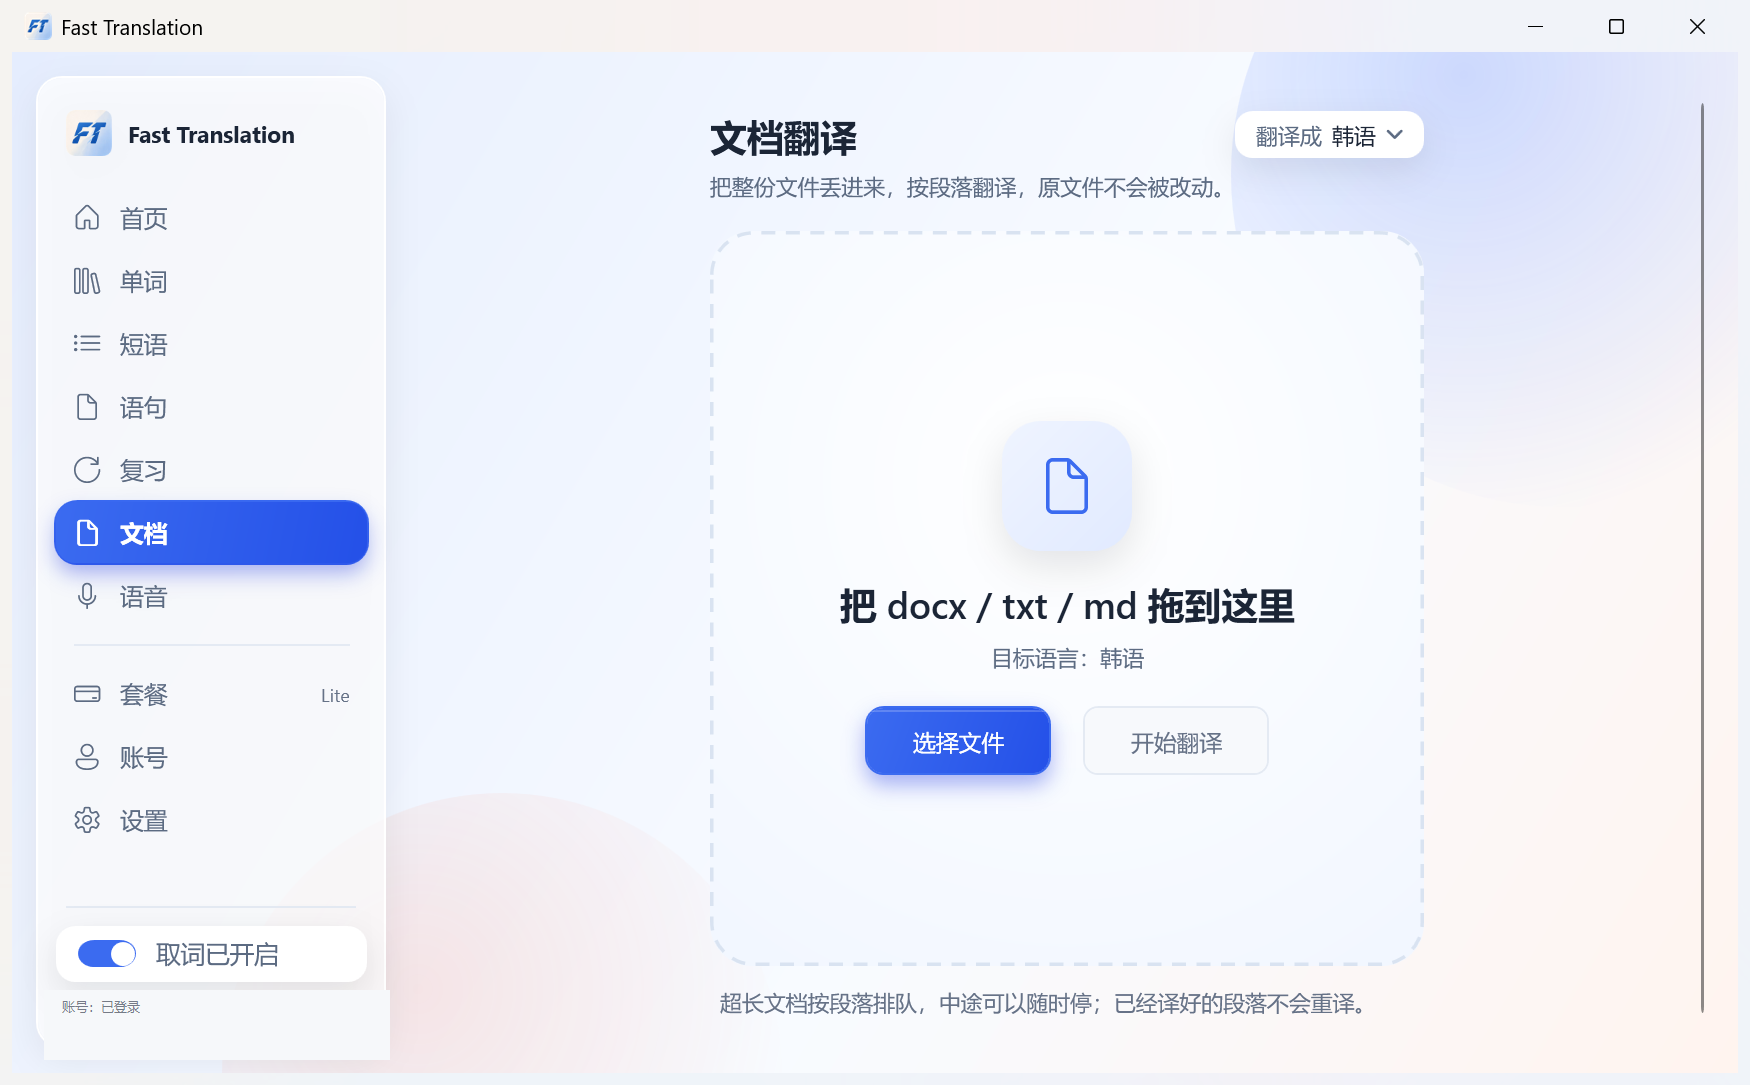 FT Fast Translation
FT Fast Translation
首页
单词
短语
语句
复习
文档
语音
套餐 Lite
账号
设置
取词已开启
账号：已登录
文档翻译
翻译成 韩语
把整份文件丢进来，按段落翻译，原文件不会被改动。
把 docx / txt / md 拖到这里
目标语言：韩语
选择文件
开始翻译
超长文档按段落排队，中途可以随时停；已经译好的段落不会重译。